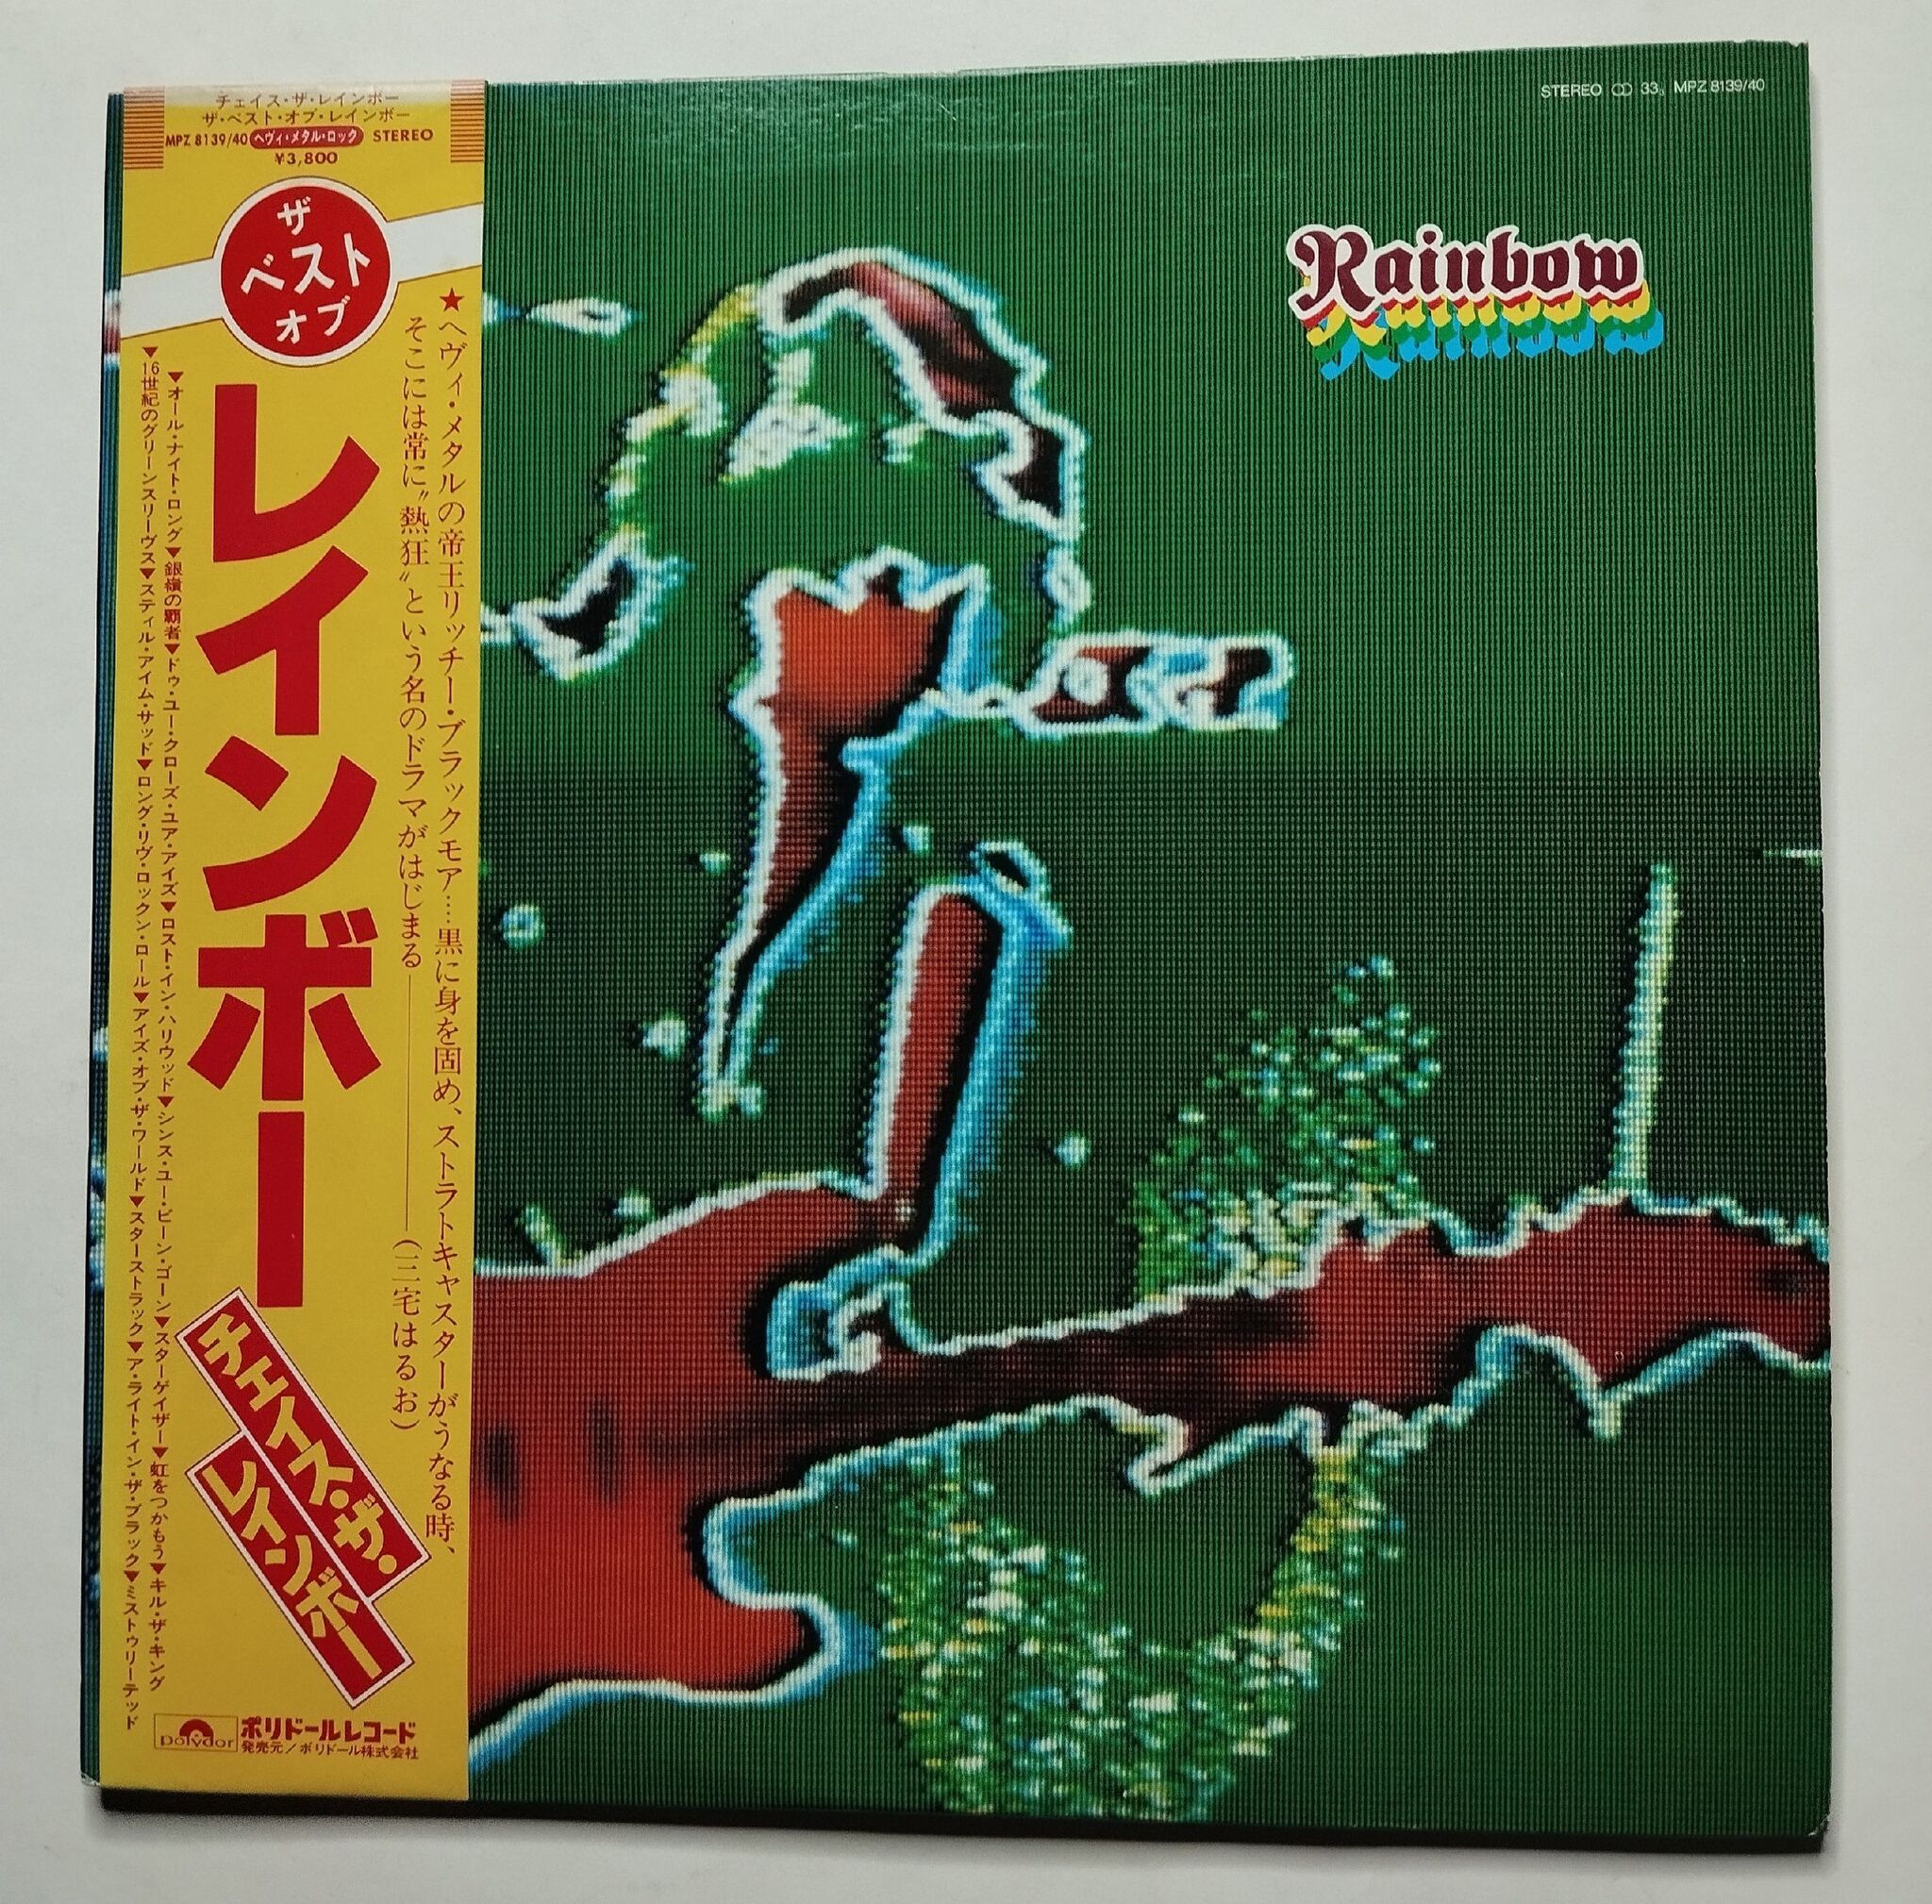 チェイス・ザ・レインボー
ザ・ベスト・オブ・レインボー
MPZ 8139/40 ヘヴィ・メタル・ロック STEREO
¥3,800
ザ
ベスト
オブ
レインボー
チェイス・ザ・
レインボー
★ヘヴィ・メタルの帝王リッチー・ブラックモア……黒に身を固め、ストラトキャスターがうなる時、
そこには常に〝熱狂〟という名のドラマがはじまる────(三宅はるお)
▼オール・ナイト・ロング▼銀嶺の覇者▼ドゥ・ユー・クローズ・ユア・アイズ▼ロスト・イン・ハリウッド▼シンス・ユー・ビーン・ゴーン▼スターゲイザー▼虹をつかもう▼キル・ザ・キング
▼16世紀のグリーンスリーヴス▼スティル・アイム・サッド▼ロング・リヴ・ロックン・ロール▼アイズ・オブ・ザ・ワールド▼スターストラック▼ア・ライト・イン・ザ・ブラック▼ミストゥリーテッド
polydor
ポリドールレコード
発売元/ポリドール株式会社
STEREO 33⅓ MPZ 8139/40
Rainbow